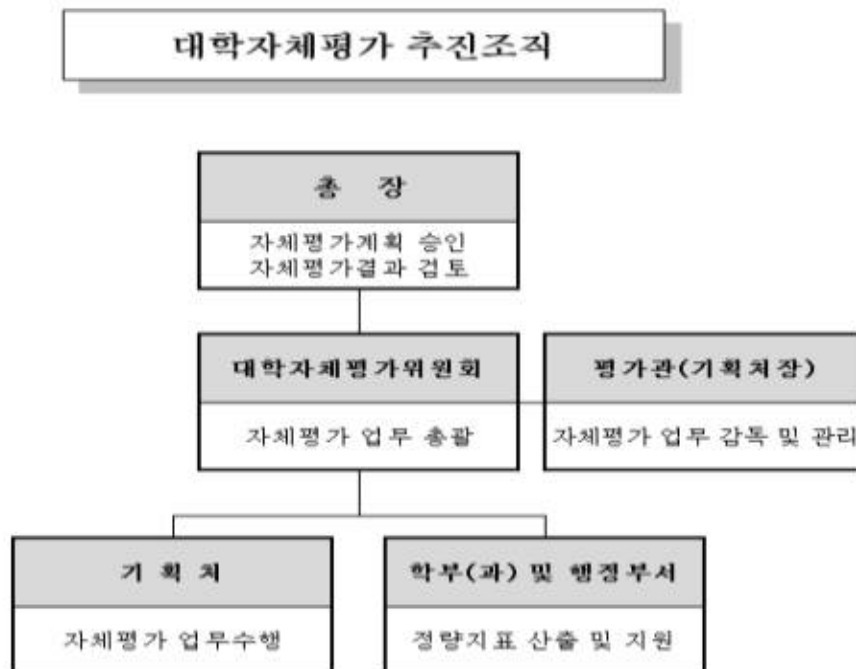 대학자체평가 추진조직
총 장
자체평가계획 승인
자체평가결과 검토
대학자체평가위원회
자체평가 업무 총괄
평가관(기획처장)
자체평가 업무 감독 및 관리
기 획 처
자체평가 업무수행
학부(과) 및 행정부서
정량지표 산출 및 지원